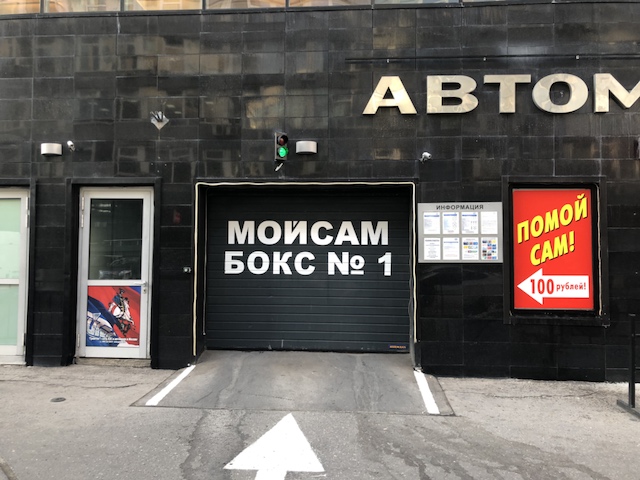 АВТОМ
МОЙСАМ
БОКС № 1
ИНФОРМАЦИЯ
ПОМОЙ
САМ!
100 рублей!